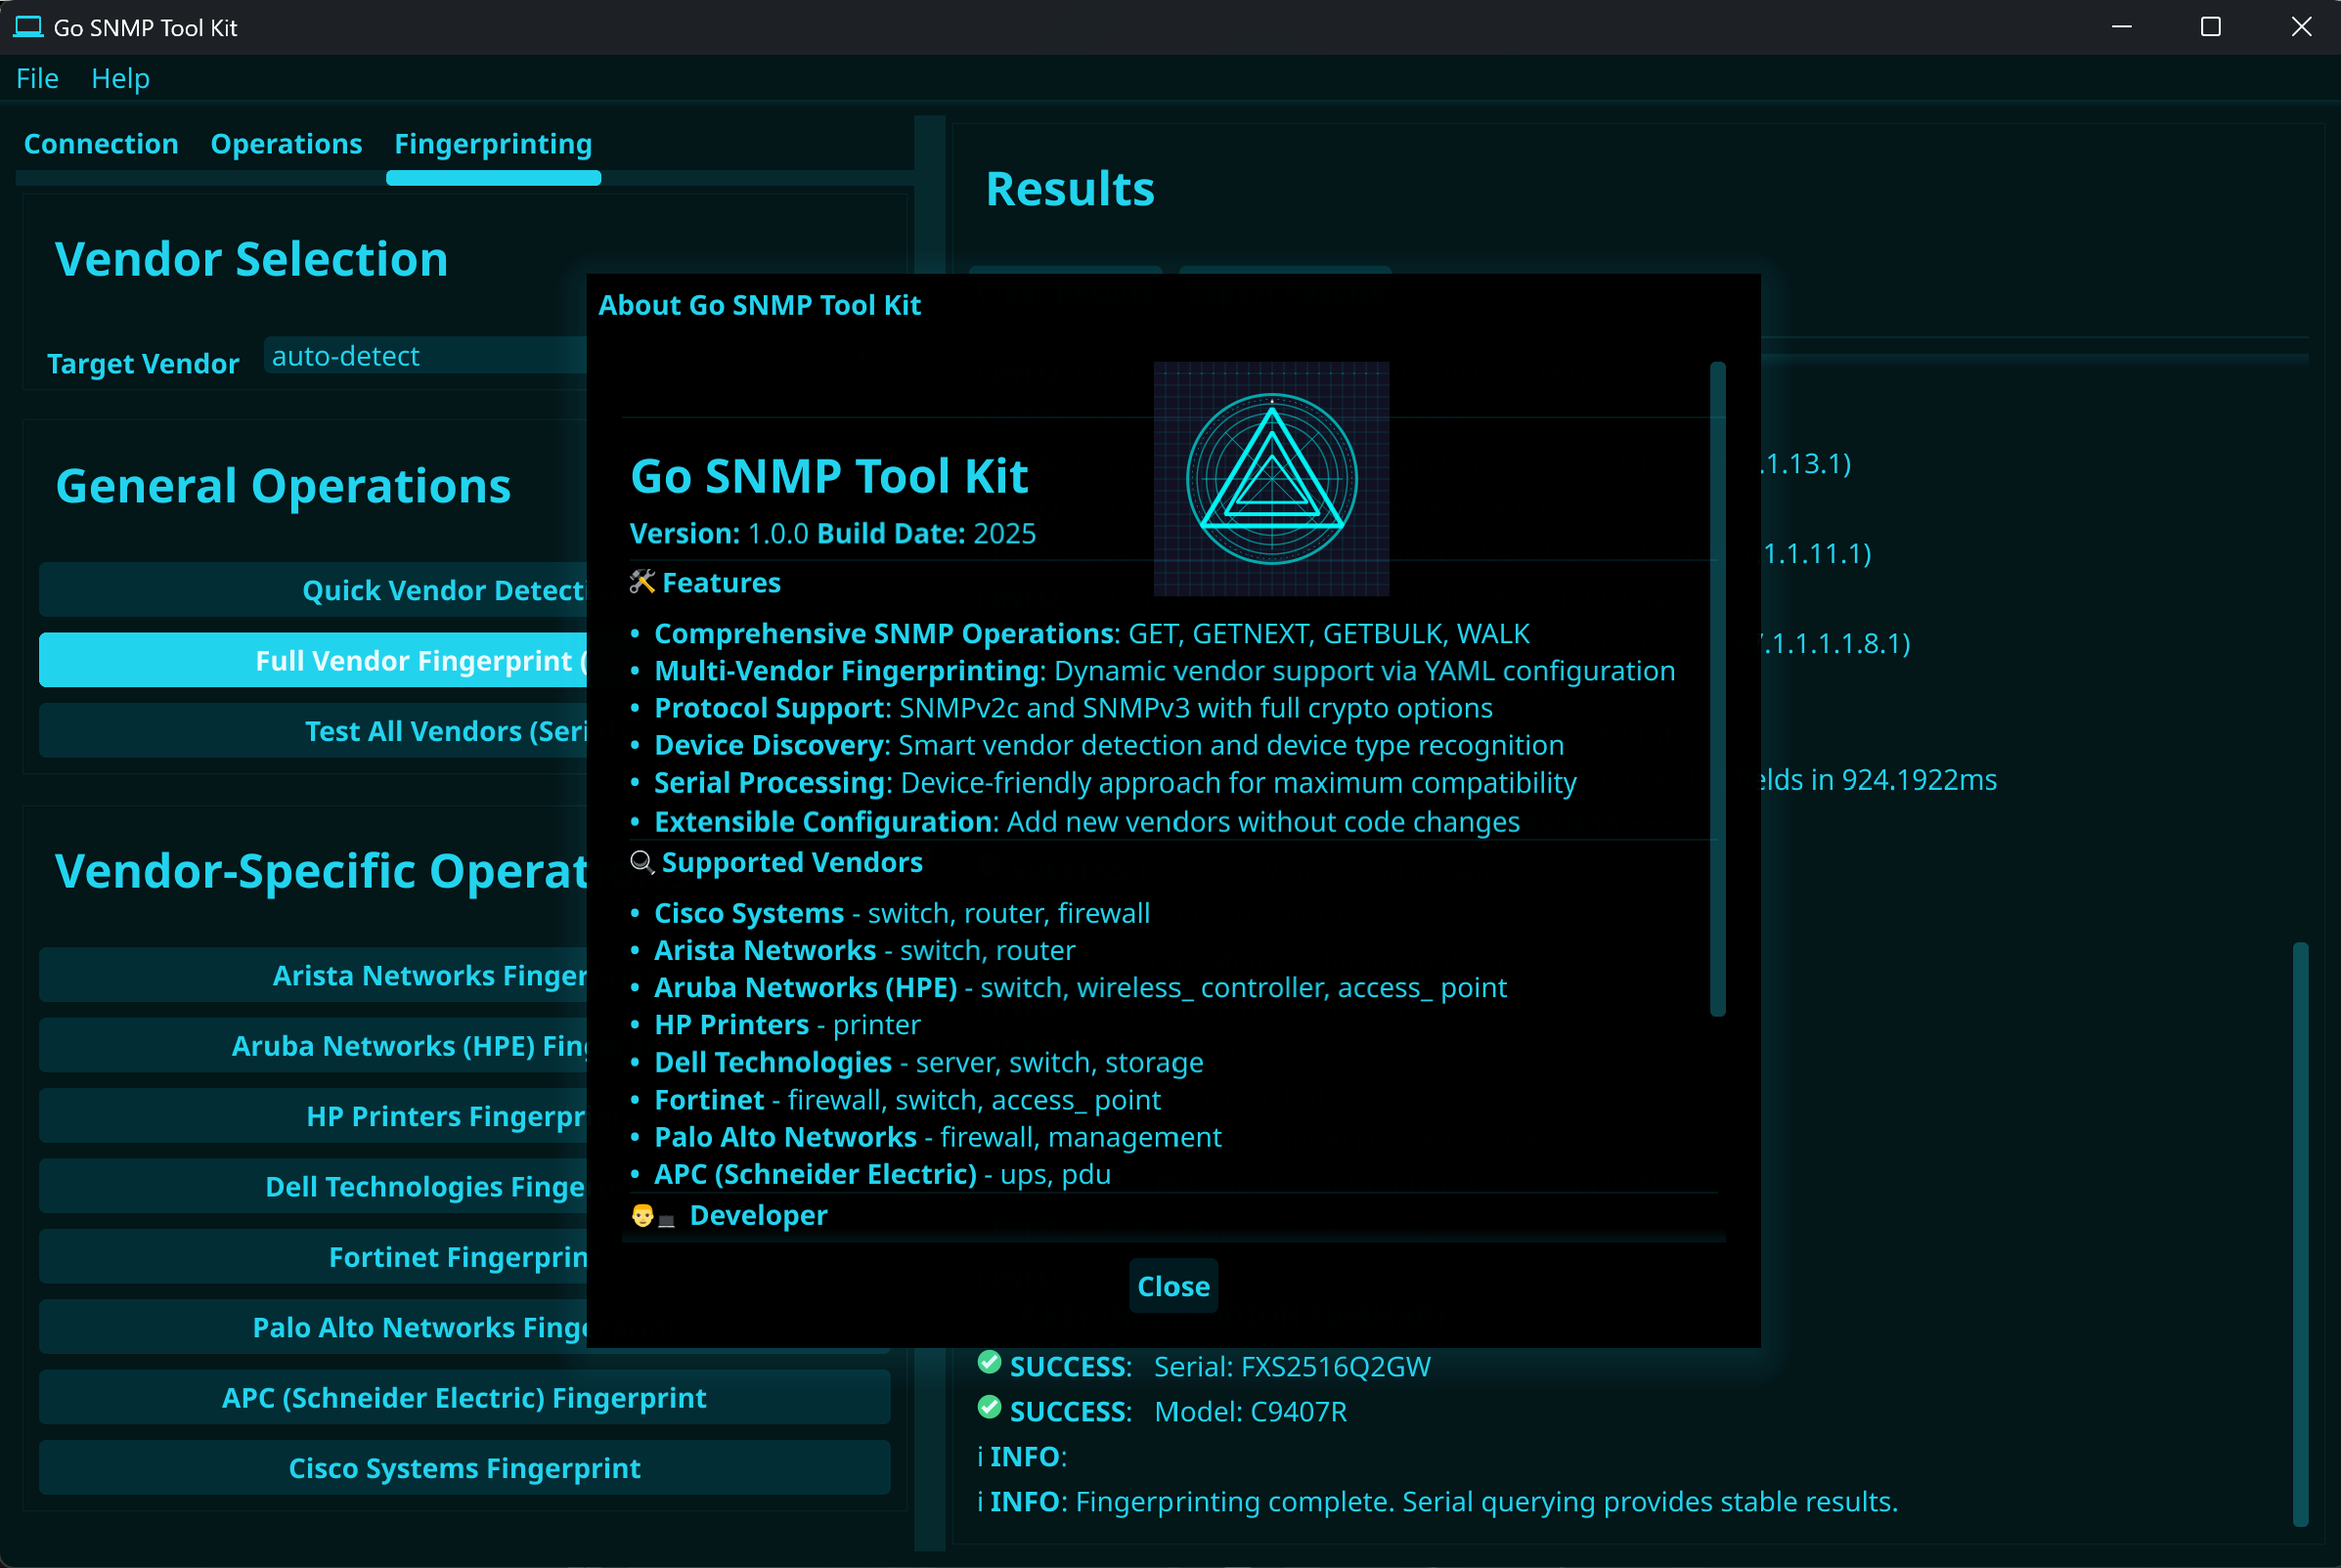 Go SNMP Tool Kit
File Help
Connection Operations Fingerprinting
Vendor Selection
Target Vendor auto-detect
General Operations
Quick Vendor
Full Vendor Fingerprint (
Test All Vendors
Vendor-Specific
Arista Networks
Aruba Networks (HPE)
HP Printers
Dell Technologies
Fortinet
Palo Alto Networks
APC (Schneider Electric) Fingerprint
Cisco Systems Fingerprint
Results
.1.13.1)
1.1.11.1)
.1.1.1.1.8.1)
elds in 924.1922ms
✅ SUCCESS: Serial: FXS2516Q2GW
✅ SUCCESS: Model: C9407R
i INFO:
i INFO: Fingerprinting complete. Serial querying provides stable results.
About Go SNMP Tool Kit
Go SNMP Tool Kit
Version: 1.0.0 Build Date: 2025
🛠 Features
• Comprehensive SNMP Operations: GET, GETNEXT, GETBULK, WALK
• Multi-Vendor Fingerprinting: Dynamic vendor support via YAML configuration
• Protocol Support: SNMPv2c and SNMPv3 with full crypto options
• Device Discovery: Smart vendor detection and device type recognition
• Serial Processing: Device-friendly approach for maximum compatibility
• Extensible Configuration: Add new vendors without code changes
🔍 Supported Vendors
• Cisco Systems - switch, router, firewall
• Arista Networks - switch, router
• Aruba Networks (HPE) - switch, wireless_ controller, access_ point
• HP Printers - printer
• Dell Technologies - server, switch, storage
• Fortinet - firewall, switch, access_ point
• Palo Alto Networks - firewall, management
• APC (Schneider Electric) - ups, pdu
👨💻 Developer
Close